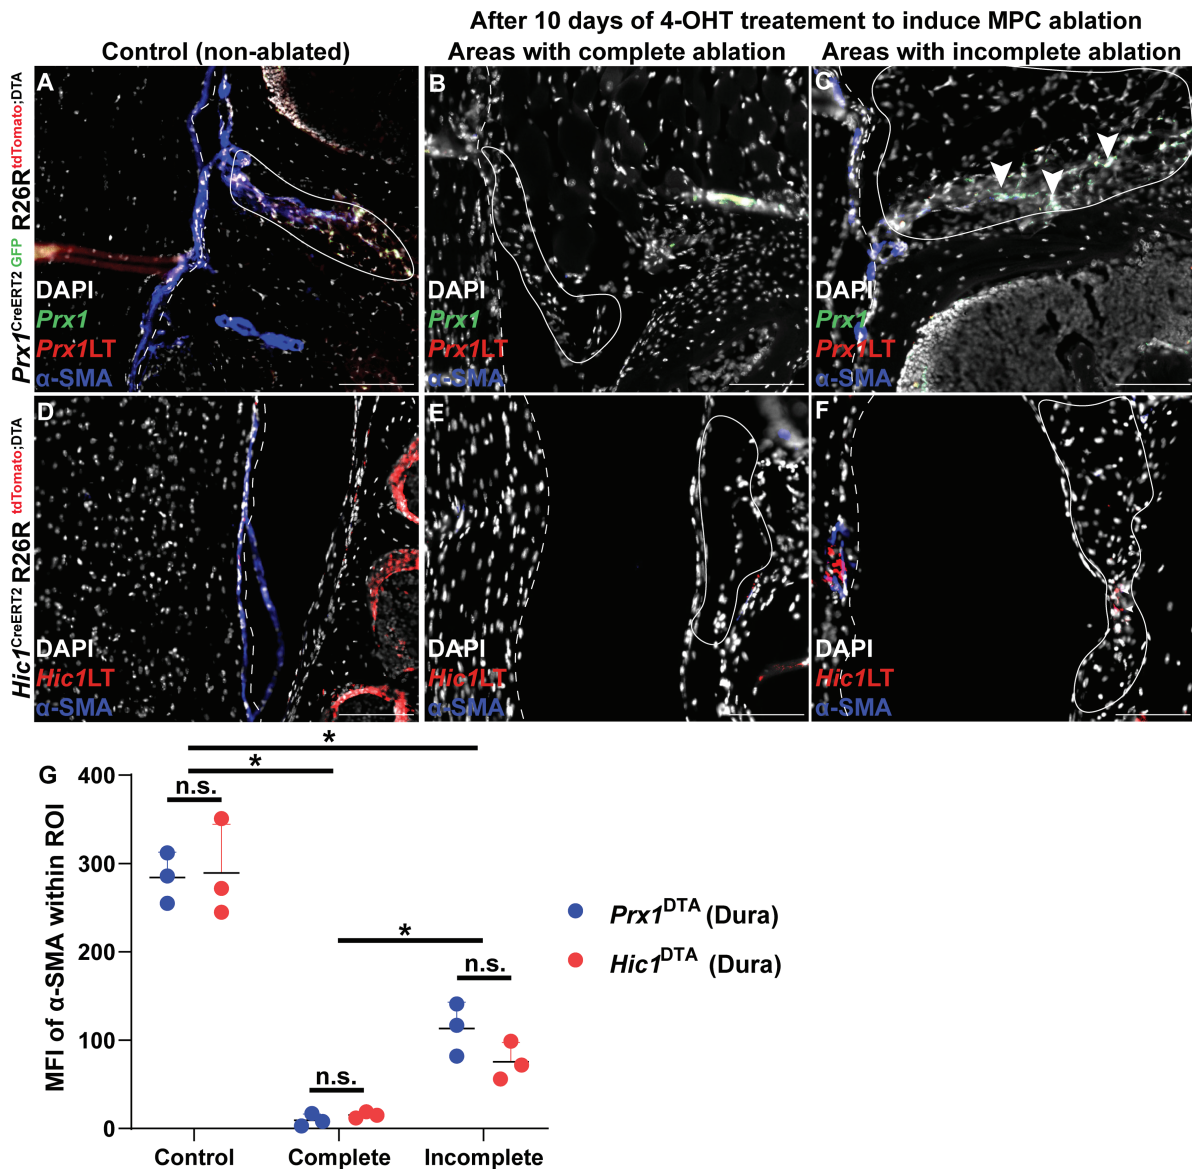 After 10 days of 4-OHT treatement to induce MPC ablation
Control (non-ablated)
Areas with complete ablation
Areas with incomplete ablation
Prx1CreERT2 GFP R26RtdTomato;DTA
A
DAPI
Prx1
Prx1LT
α-SMA
B
DAPI
Prx1
Prx1LT
α-SMA
C
DAPI
Prx1
Prx1LT
α-SMA
Hic1CreERT2 R26R tdTomato;DTA
D
DAPI
Hic1LT
α-SMA
E
DAPI
Hic1LT
α-SMA
F
DAPI
Hic1LT
α-SMA
G
MFI of α-SMA within ROI
400
300
200
100
0
*
*
n.s.
*
n.s.
n.s.
Control
Complete
Incomplete
Prx1DTA (Dura)
Hic1DTA (Dura)